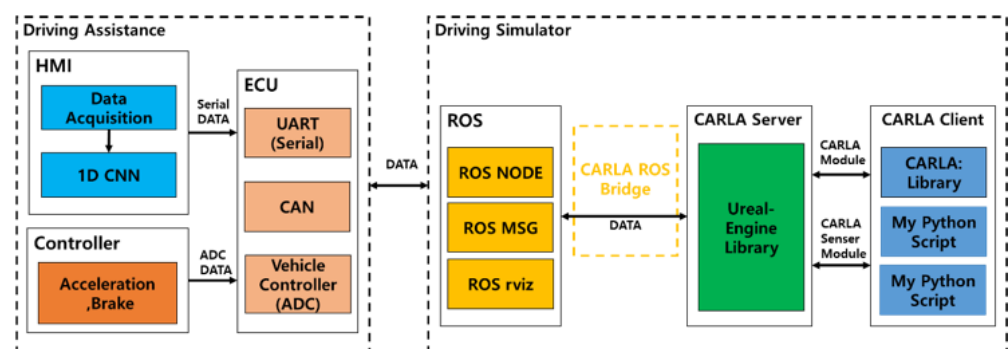 Driving Assistance
HMI
Data
Acquisition
1D CNN
Serial
DATA
ECU
UART
(Serial)
CAN
Vehicle
Controller
(ADC)
Controller
Acceleration
,Brake
ADC
DATA
DATA
Driving Simulator
ROS
ROS NODE
ROS MSG
ROS rviz
CARLA ROS
Bridge
DATA
CARLA Server
Ureal-
Engine
Library
CARLA
Module
CARLA
Senser
Module
CARLA Client
CARLA:
Library
My Python
Script
My Python
Script